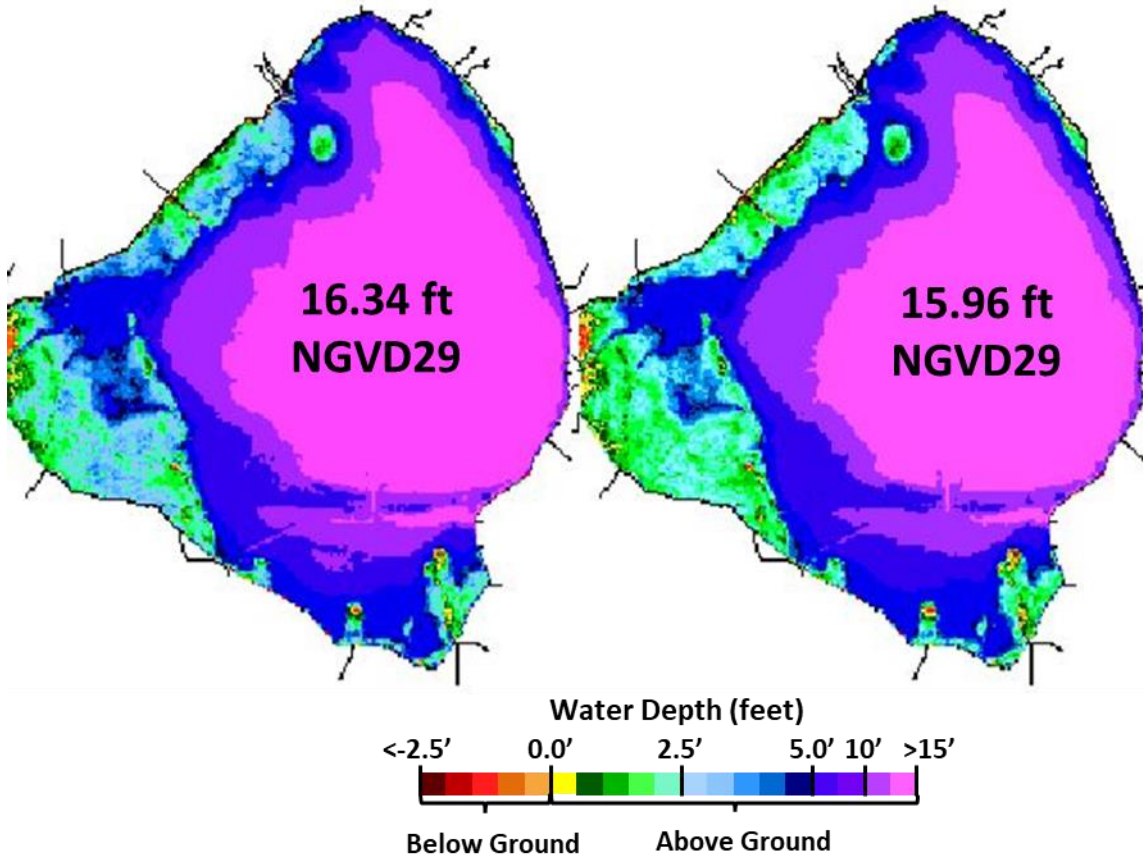 16.34 ft
NGVD29
15.96 ft
NGVD29
Water Depth (feet)
<-2.5’ 0.0’ 2.5’ 5.0’ 10’ >15’
Below Ground Above Ground